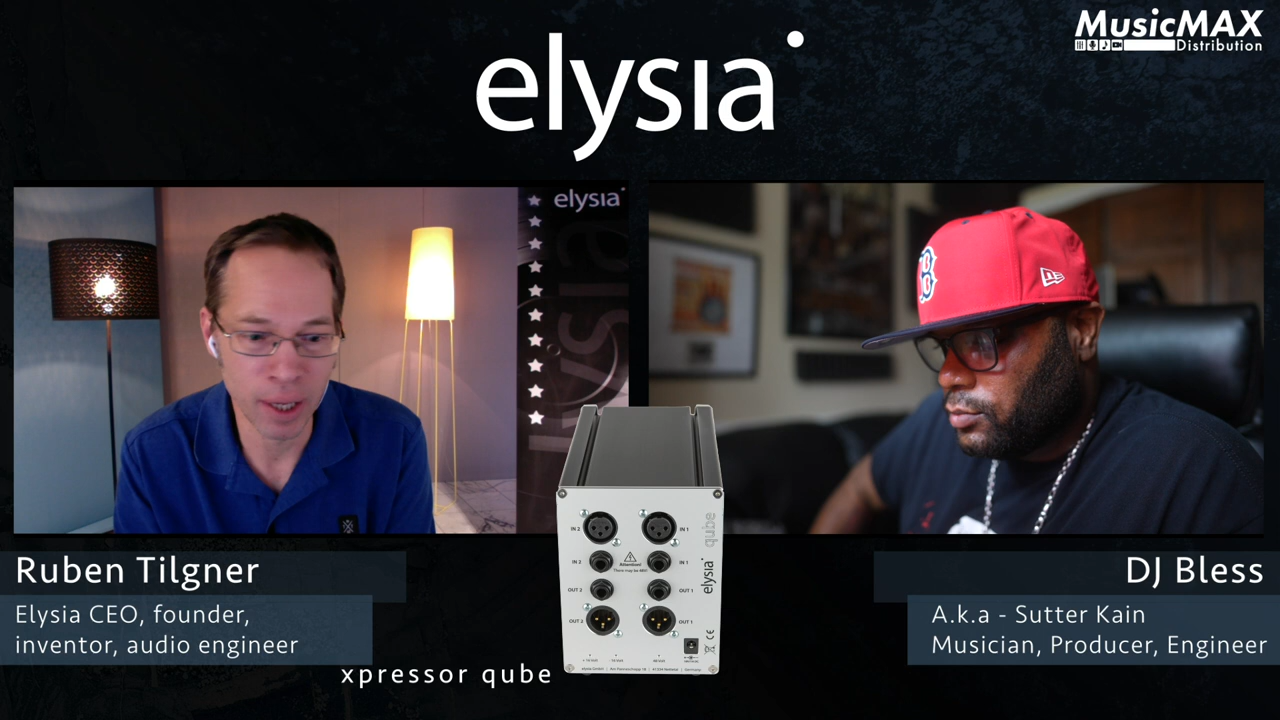 MusicMAX
Distribution
elysia
elysia
B
Ruben Tilgner
Elysia CEO, founder,
inventor, audio engineer
DJ Bless
A.k.a - Sutter Kain
Musician, Producer, Engineer
xpressor qube
IN 2
IN 1
qube
IN 2
Attention!
IN 1
elysia
OUT 2
OUT 1
OUT 2
OUT 1
CE